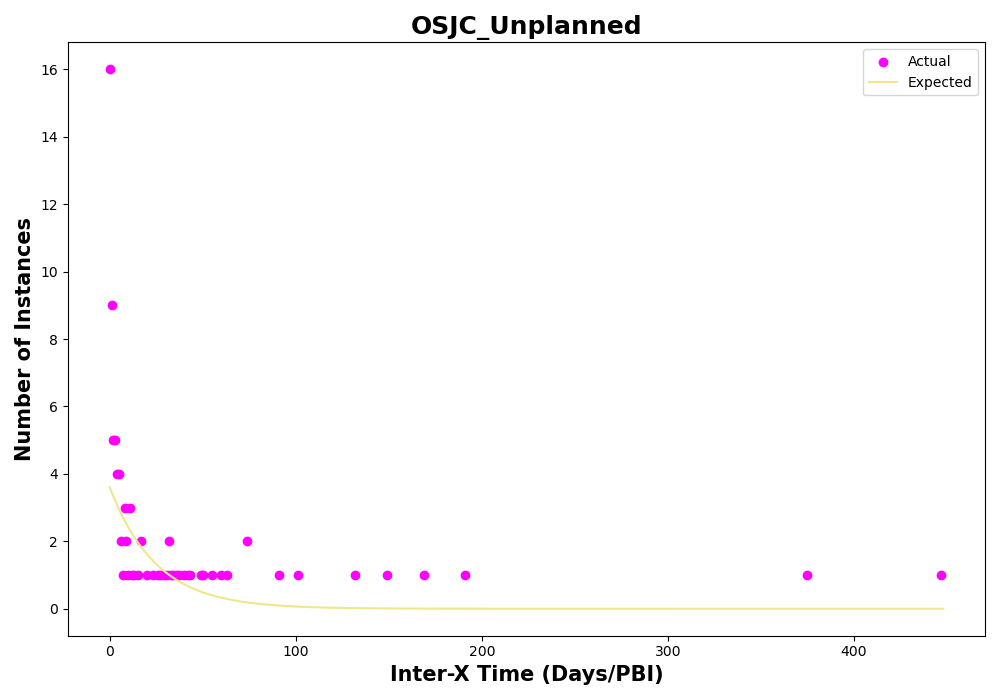 OSJC_Unplanned
Actual
Expected
Number of Instances
16
14
12
10
8
6
4
2
0
0 100 200 300 400
Inter-X Time (Days/PBI)